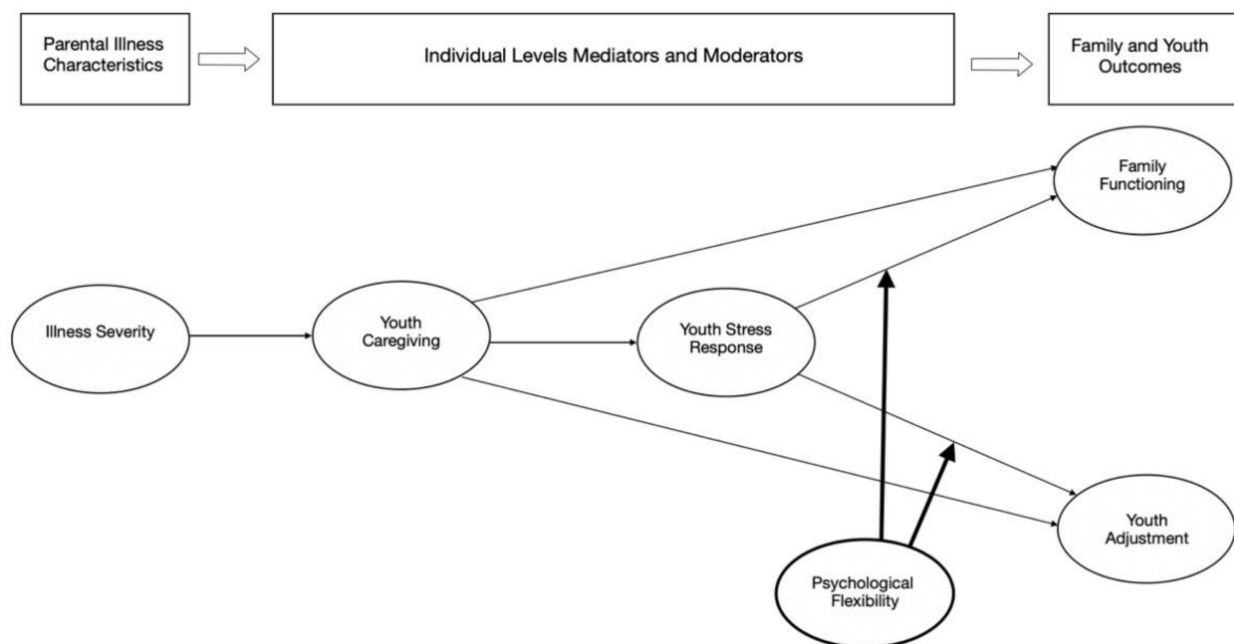 Parental Illness
Characteristics
Individual Levels Mediators and Moderators
Family and Youth
Outcomes
Family
Functioning
Illness Severity
Youth
Caregiving
Youth Stress
Response
Youth
Adjustment
Psychological
Flexibility